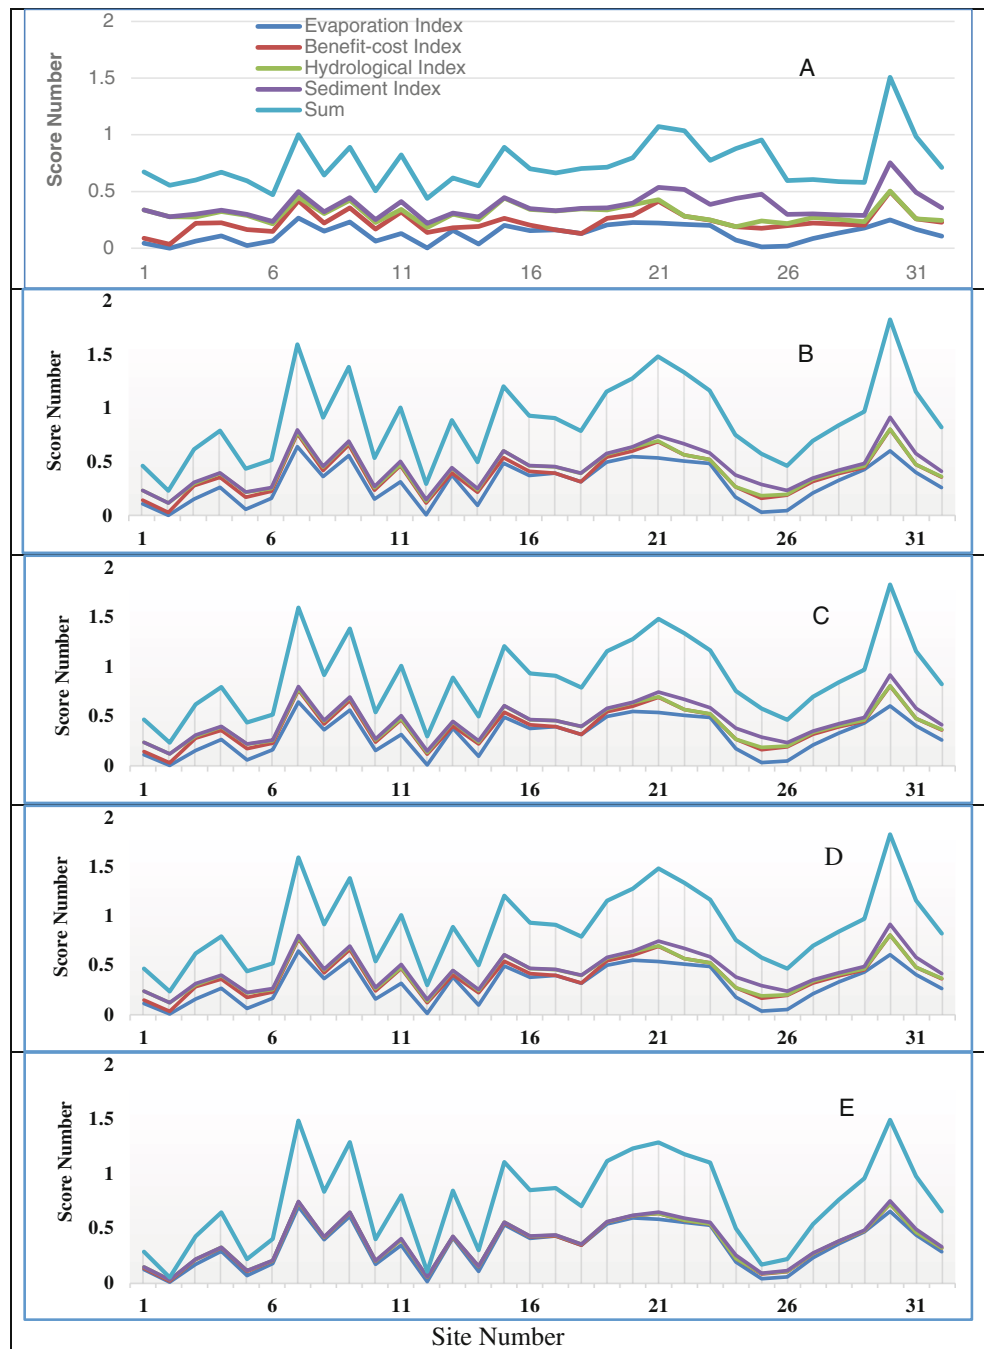 2
Evaporation Index
Benefit-cost Index
Hydrological Index
Sediment Index
Sum
A
1.5
1
0.5
0
Score Number
1 6 11 16 21 26 31
2
B
1.5
1
0.5
0
Score Number
1 6 11 16 21 26 31
2
C
1.5
1
0.5
0
Score Number
1 6 11 16 21 26 31
2
D
1.5
1
0.5
0
Score Number
1 6 11 16 21 26 31
2
E
1.5
1
0.5
0
Score Number
1 6 11 16 21 26 31
Site Number